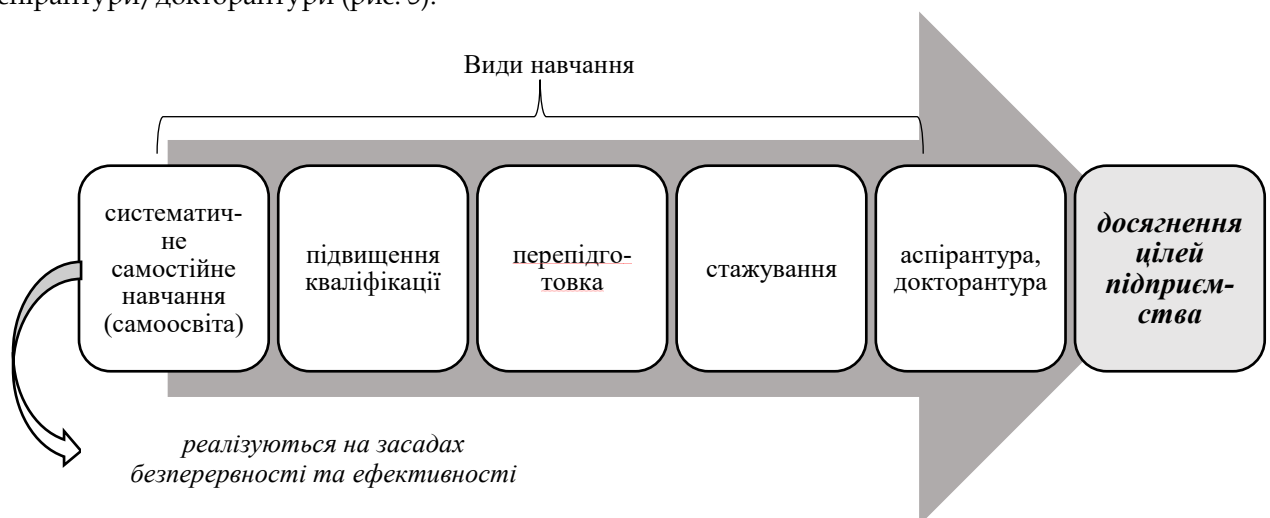 спірантури/докторантури (рис. 3).
Види навчання
систематич-
не
самостійне
навчання
(самоосвіта)
підвищення
кваліфікації
перепідго-
товка
стажування
аспірантура,
докторантура
досягнення
цілей
підприєм-
ства
реалізуються на засадах
безперервності та ефективності